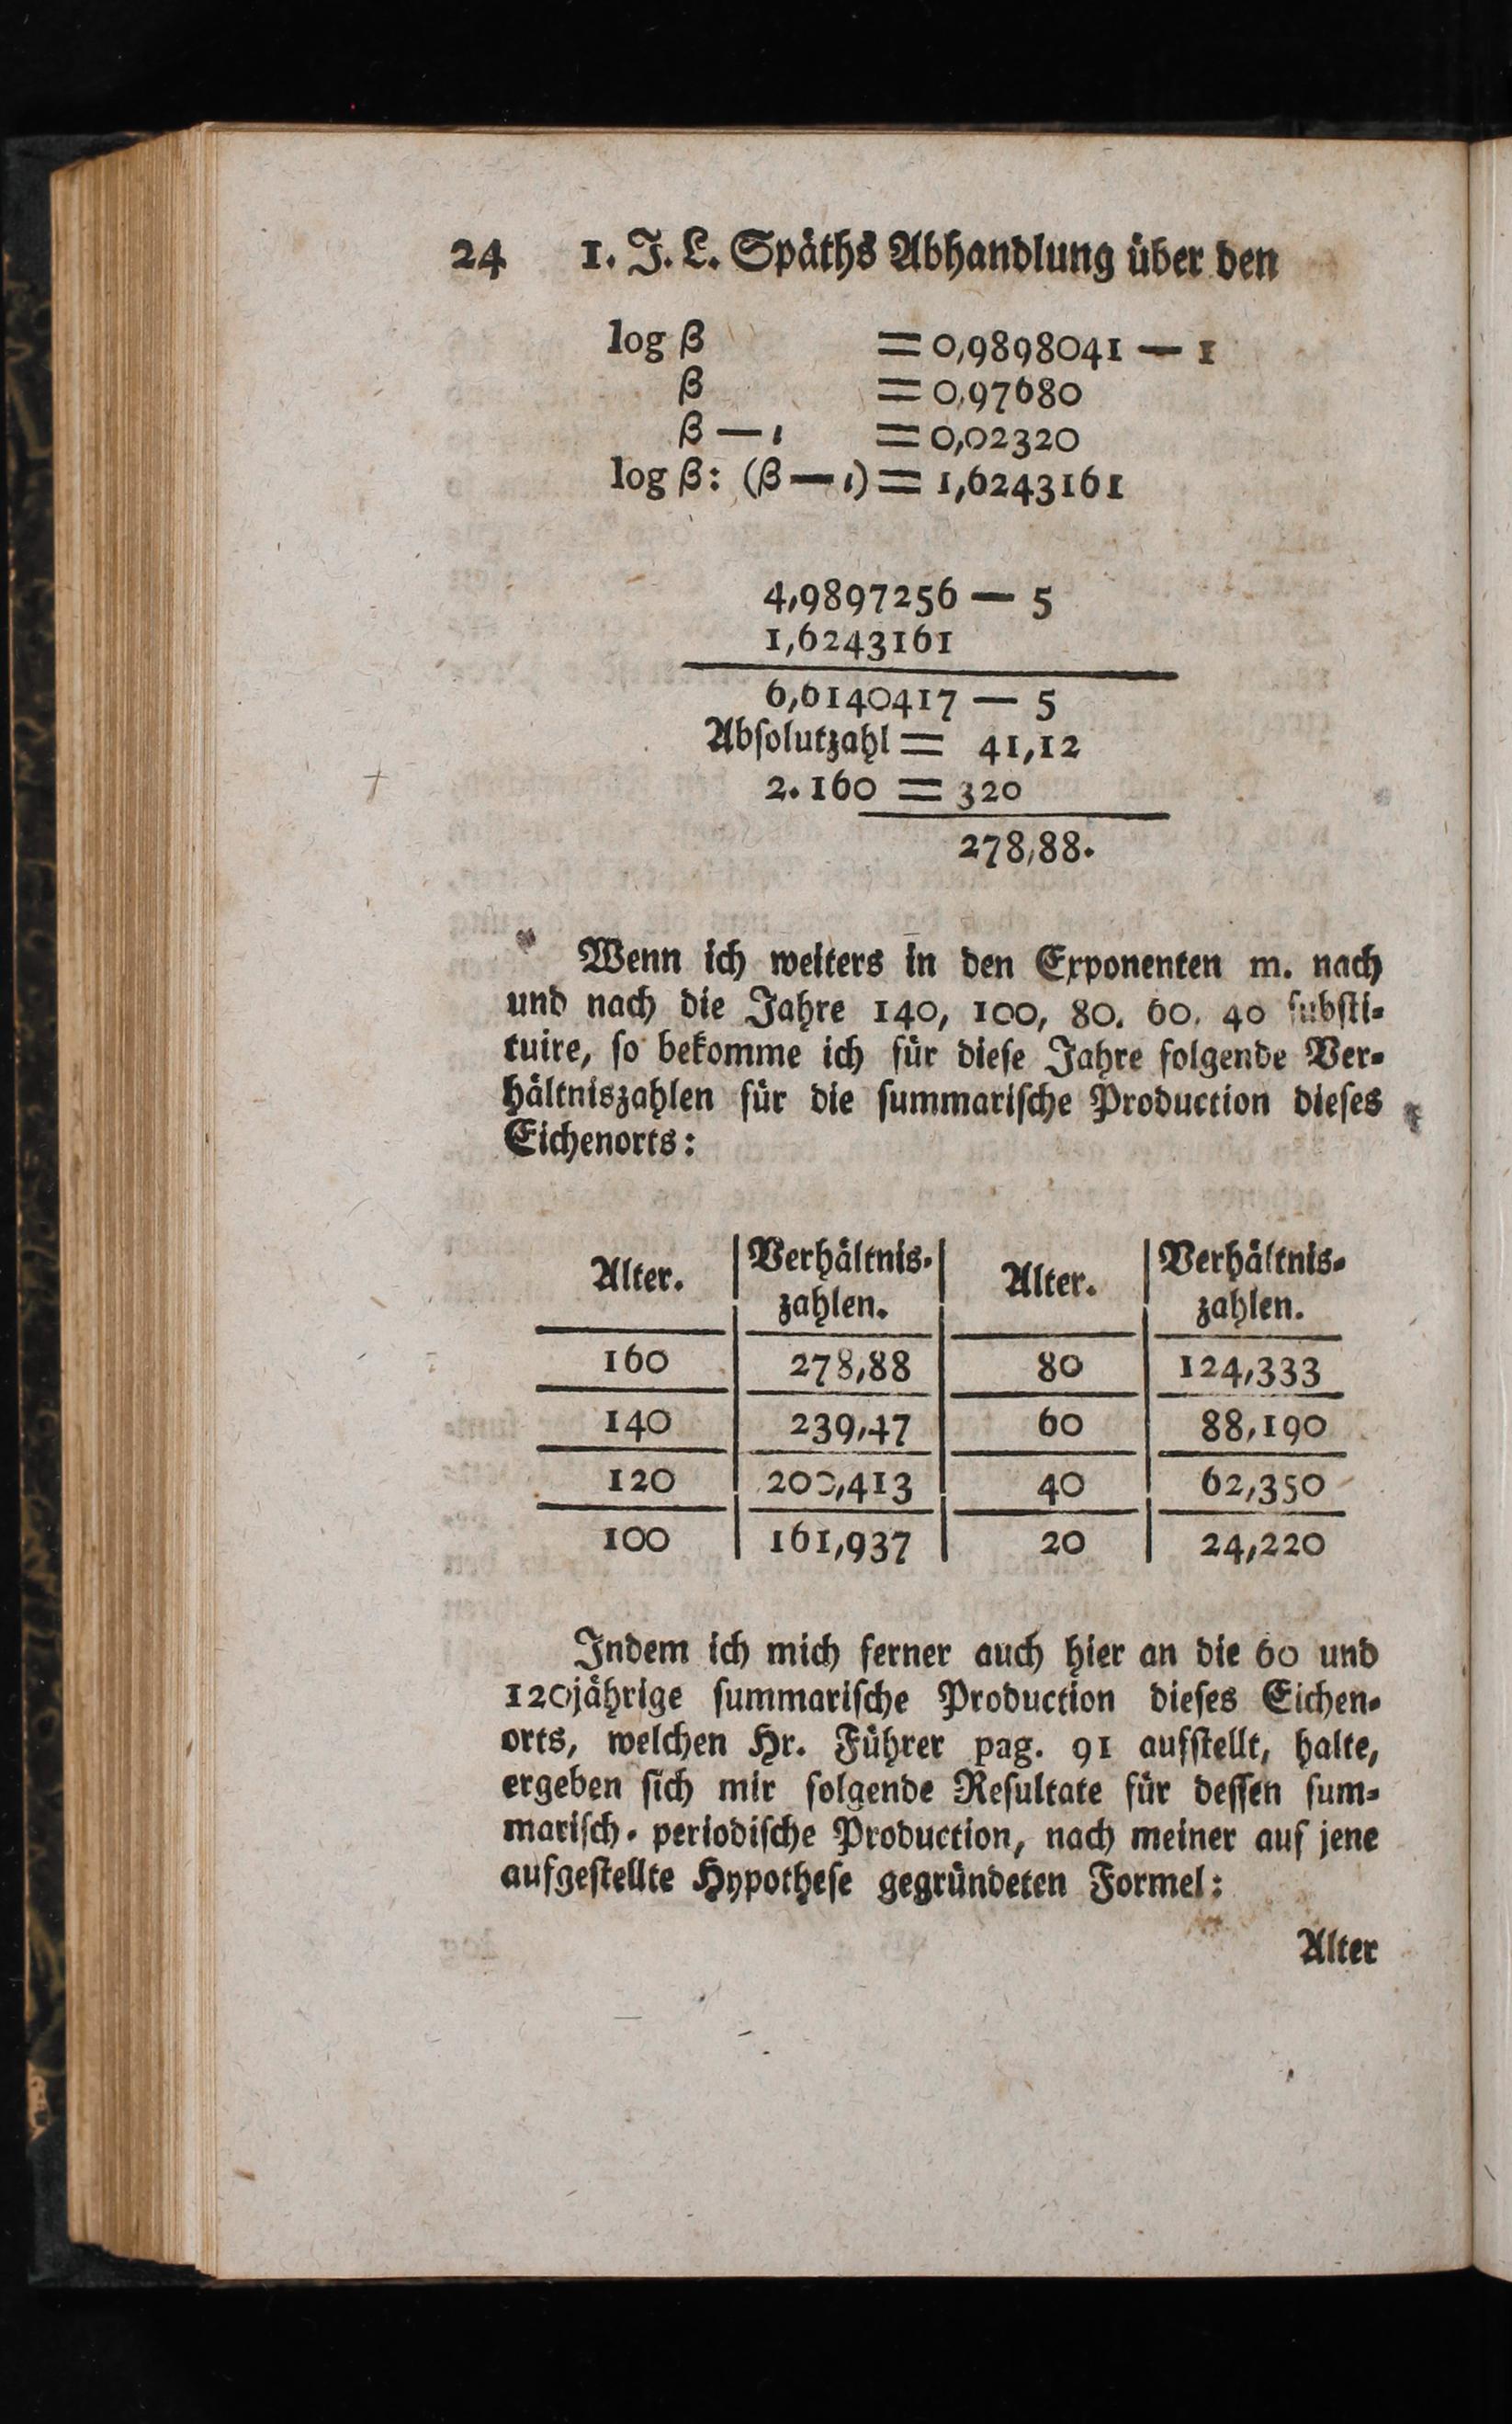 24 1. J. L. Späths Abhandlung über den
log β = 0,9898041 — 1
β = 0,97680
β — 1 = 0,02320
log β: (β — 1) = 1,6243161
4,9897256 — 5
1,6243161
6,6140417 — 5
Abſolutzahl = 41,12
2. 160 = 320
278,88.
Wenn ich weiters in den Exponenten m. nach
und nach die Jahre 140, 100, 80. 60. 40 ſubſti-
tuire, ſo bekomme ich für dieſe Jahre folgende Ver-
hältniszahlen für die ſummariſche Production dieſes
Eichenorts:
Alter. Verhältnis- Alter. Verhältnis-
zahlen. zahlen.
160 278,88 80 124,333
140 239,47 60 88,190
120 200,413 40 62,350
100 161,937 20 24,220
Indem ich mich ferner auch hier an die 60 und
120jährige ſummariſche Production dieſes Eichen-
orts, welchen Hr. Führer pag. 91 aufſtellt, halte,
ergeben ſich mir folgende Reſultate für deſſen ſum-
mariſch- periodiſche Production, nach meiner auf jene
aufgeſtellte Hypotheſe gegründeten Formel:
Alter